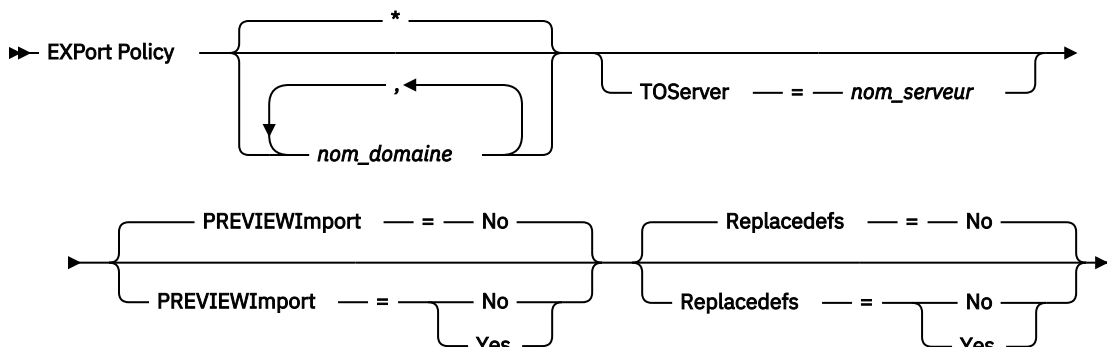 *
EXPort Policy
,
nom_domaine
TOServer = nom_serveur
PREVIEWImport = No
PREVIEWImport = No
Yes
Replacedefs = No
Replacedefs = No
Yes